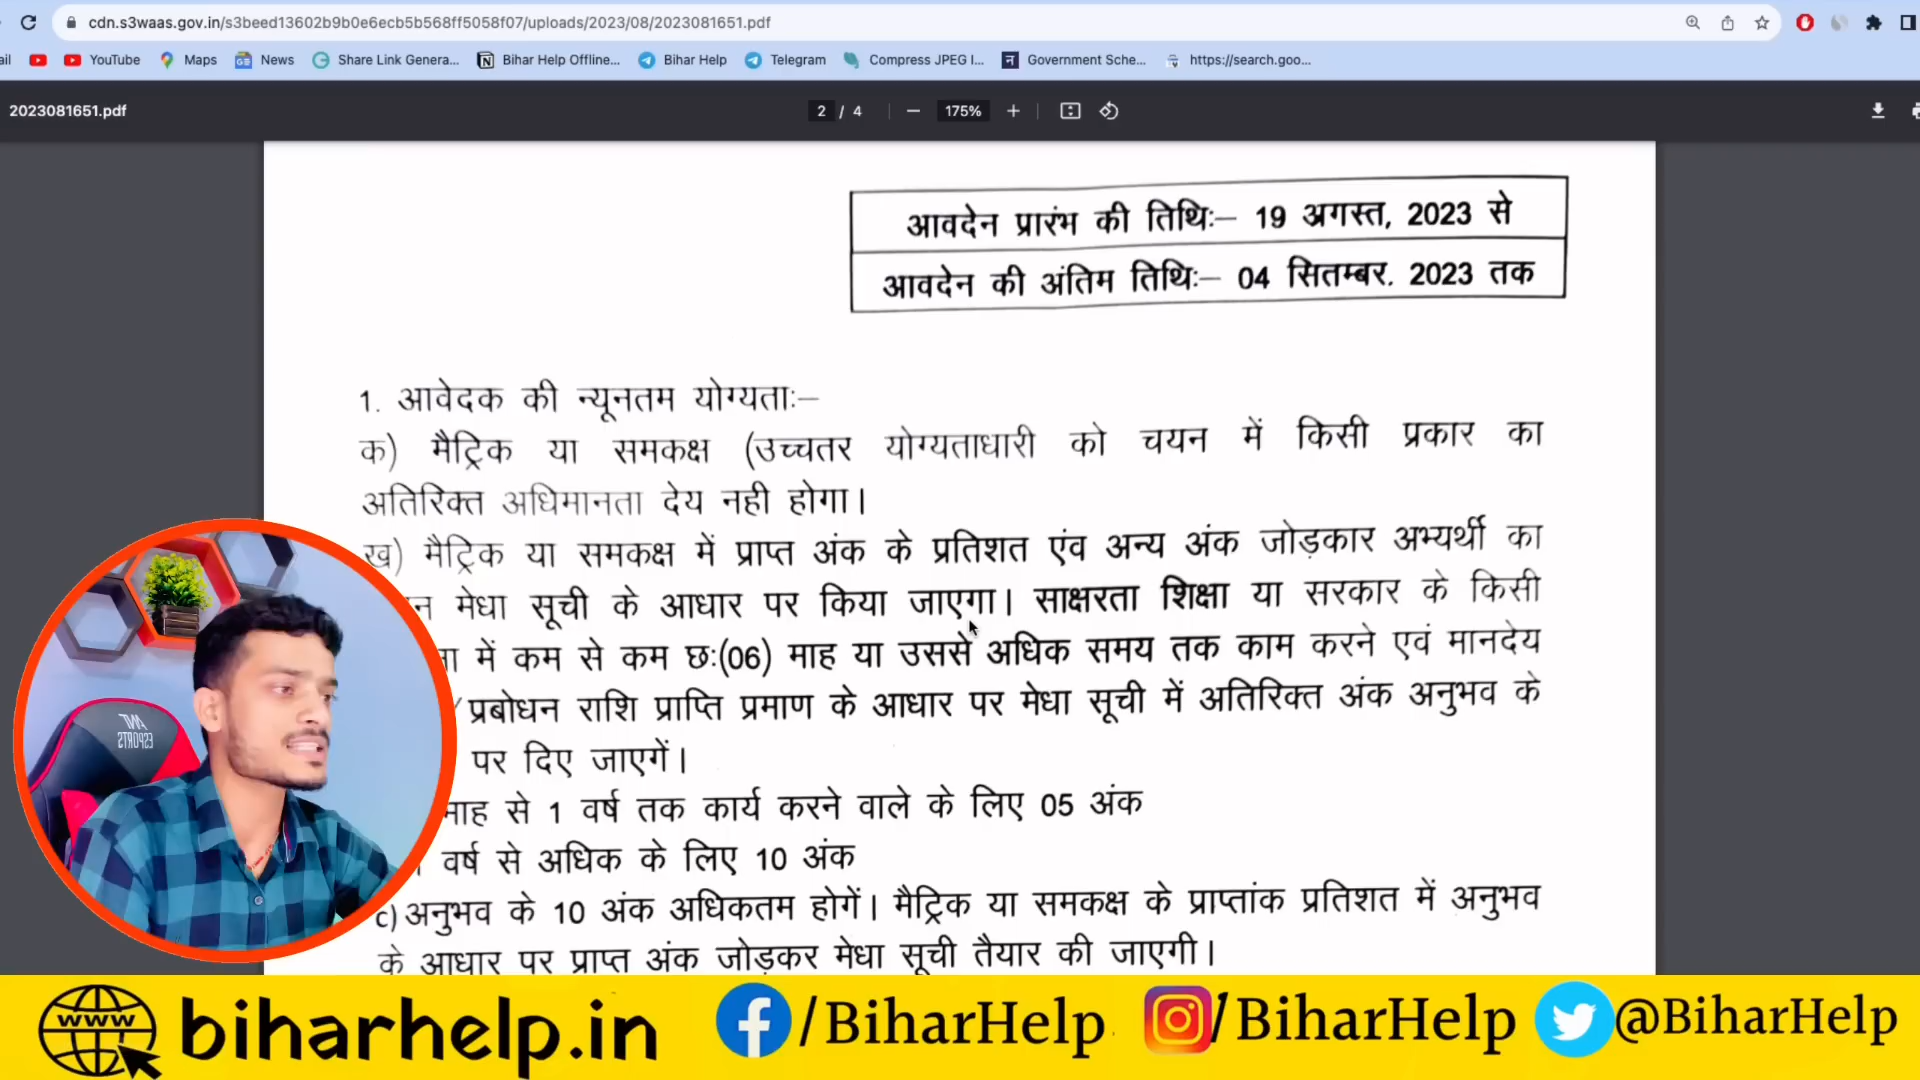 cdn.s3waas.gov.in/s3beed13602b9b0e6ecb5b568ff5058f07/uploads/2023/08/2023081651.pdf
ail YouTube Maps News Share Link Genera... Bihar Help Offline... Bihar Help Telegram Compress JPEG I... Government Sche... https://search.goo...
2023081651.pdf 2 / 4 − 175% +
आवदेन प्रारंभ की तिथिः– 19 अगस्त, 2023 से
आवदेन की अंतिम तिथिः– 04 सितम्बर. 2023 तक
1. आवेदक की न्यूनतम योग्यताः–
क) मैट्रिक या समकक्ष (उच्चतर योग्यताधारी को चयन में किसी प्रकार का
अतिरिक्त अधिमानता देय नही होगा।
ख) मैट्रिक या समकक्ष में प्राप्त अंक के प्रतिशत एंव अन्य अंक जोड़कार अभ्यर्थी का
न मेधा सूची के आधार पर किया जाएगा। साक्षरता शिक्षा या सरकार के किसी
में कम से कम छः(06) माह या उससे अधिक समय तक काम करने एवं मानदेय
/प्रबोधन राशि प्राप्ति प्रमाण के आधार पर मेधा सूची में अतिरिक्त अंक अनुभव के
पर दिए जाएगें।
माह से 1 वर्ष तक कार्य करने वाले के लिए 05 अंक
वर्ष से अधिक के लिए 10 अंक
c) अनुभव के 10 अंक अधिकतम होगें। मैट्रिक या समकक्ष के प्राप्तांक प्रतिशत में अनुभव
के आधार पर प्राप्त अंक जोड़कर मेधा सूची तैयार की जाएगी।
AMT
ESPORTS
www biharhelp.in /BiharHelp /BiharHelp @BiharHelp